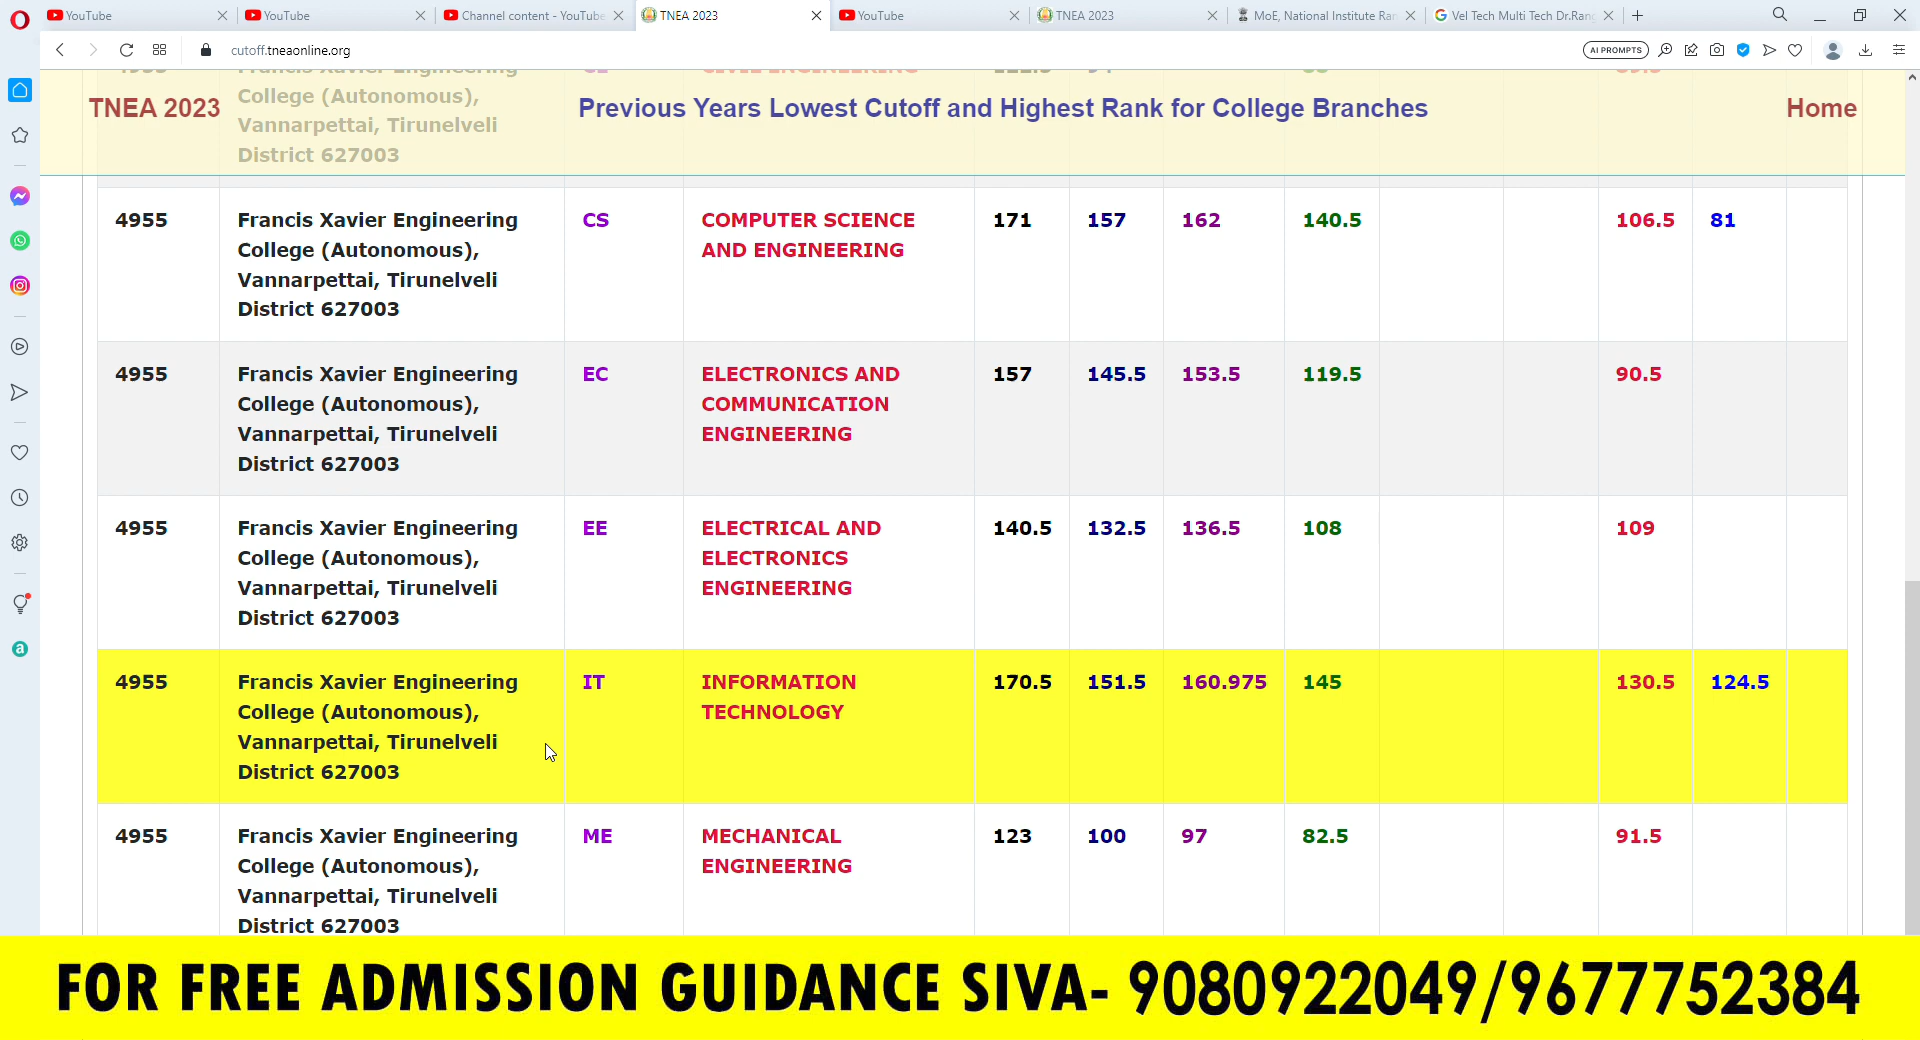 YouTube
YouTube
Channel content - YouTube
TNEA 2023
YouTube
TNEA 2023
MoE, National Institute Ran
Vel Tech Multi Tech Dr.Rang
cutoff.tneaonline.org
AI PROMPTS
College (Autonomous),
Vannarpettai, Tirunelveli
District 627003
TNEA 2023
Previous Years Lowest Cutoff and Highest Rank for College Branches
Home
4955 Francis Xavier Engineering CS COMPUTER SCIENCE 171 157 162 140.5 106.5 81
College (Autonomous), AND ENGINEERING
Vannarpettai, Tirunelveli
District 627003
4955 Francis Xavier Engineering EC ELECTRONICS AND 157 145.5 153.5 119.5 90.5
College (Autonomous), COMMUNICATION
Vannarpettai, Tirunelveli ENGINEERING
District 627003
4955 Francis Xavier Engineering EE ELECTRICAL AND 140.5 132.5 136.5 108 109
College (Autonomous), ELECTRONICS
Vannarpettai, Tirunelveli ENGINEERING
District 627003
4955 Francis Xavier Engineering IT INFORMATION 170.5 151.5 160.975 145 130.5 124.5
College (Autonomous), TECHNOLOGY
Vannarpettai, Tirunelveli
District 627003
4955 Francis Xavier Engineering ME MECHANICAL 123 100 97 82.5 91.5
College (Autonomous), ENGINEERING
Vannarpettai, Tirunelveli
District 627003
FOR FREE ADMISSION GUIDANCE SIVA- 9080922049/9677752384